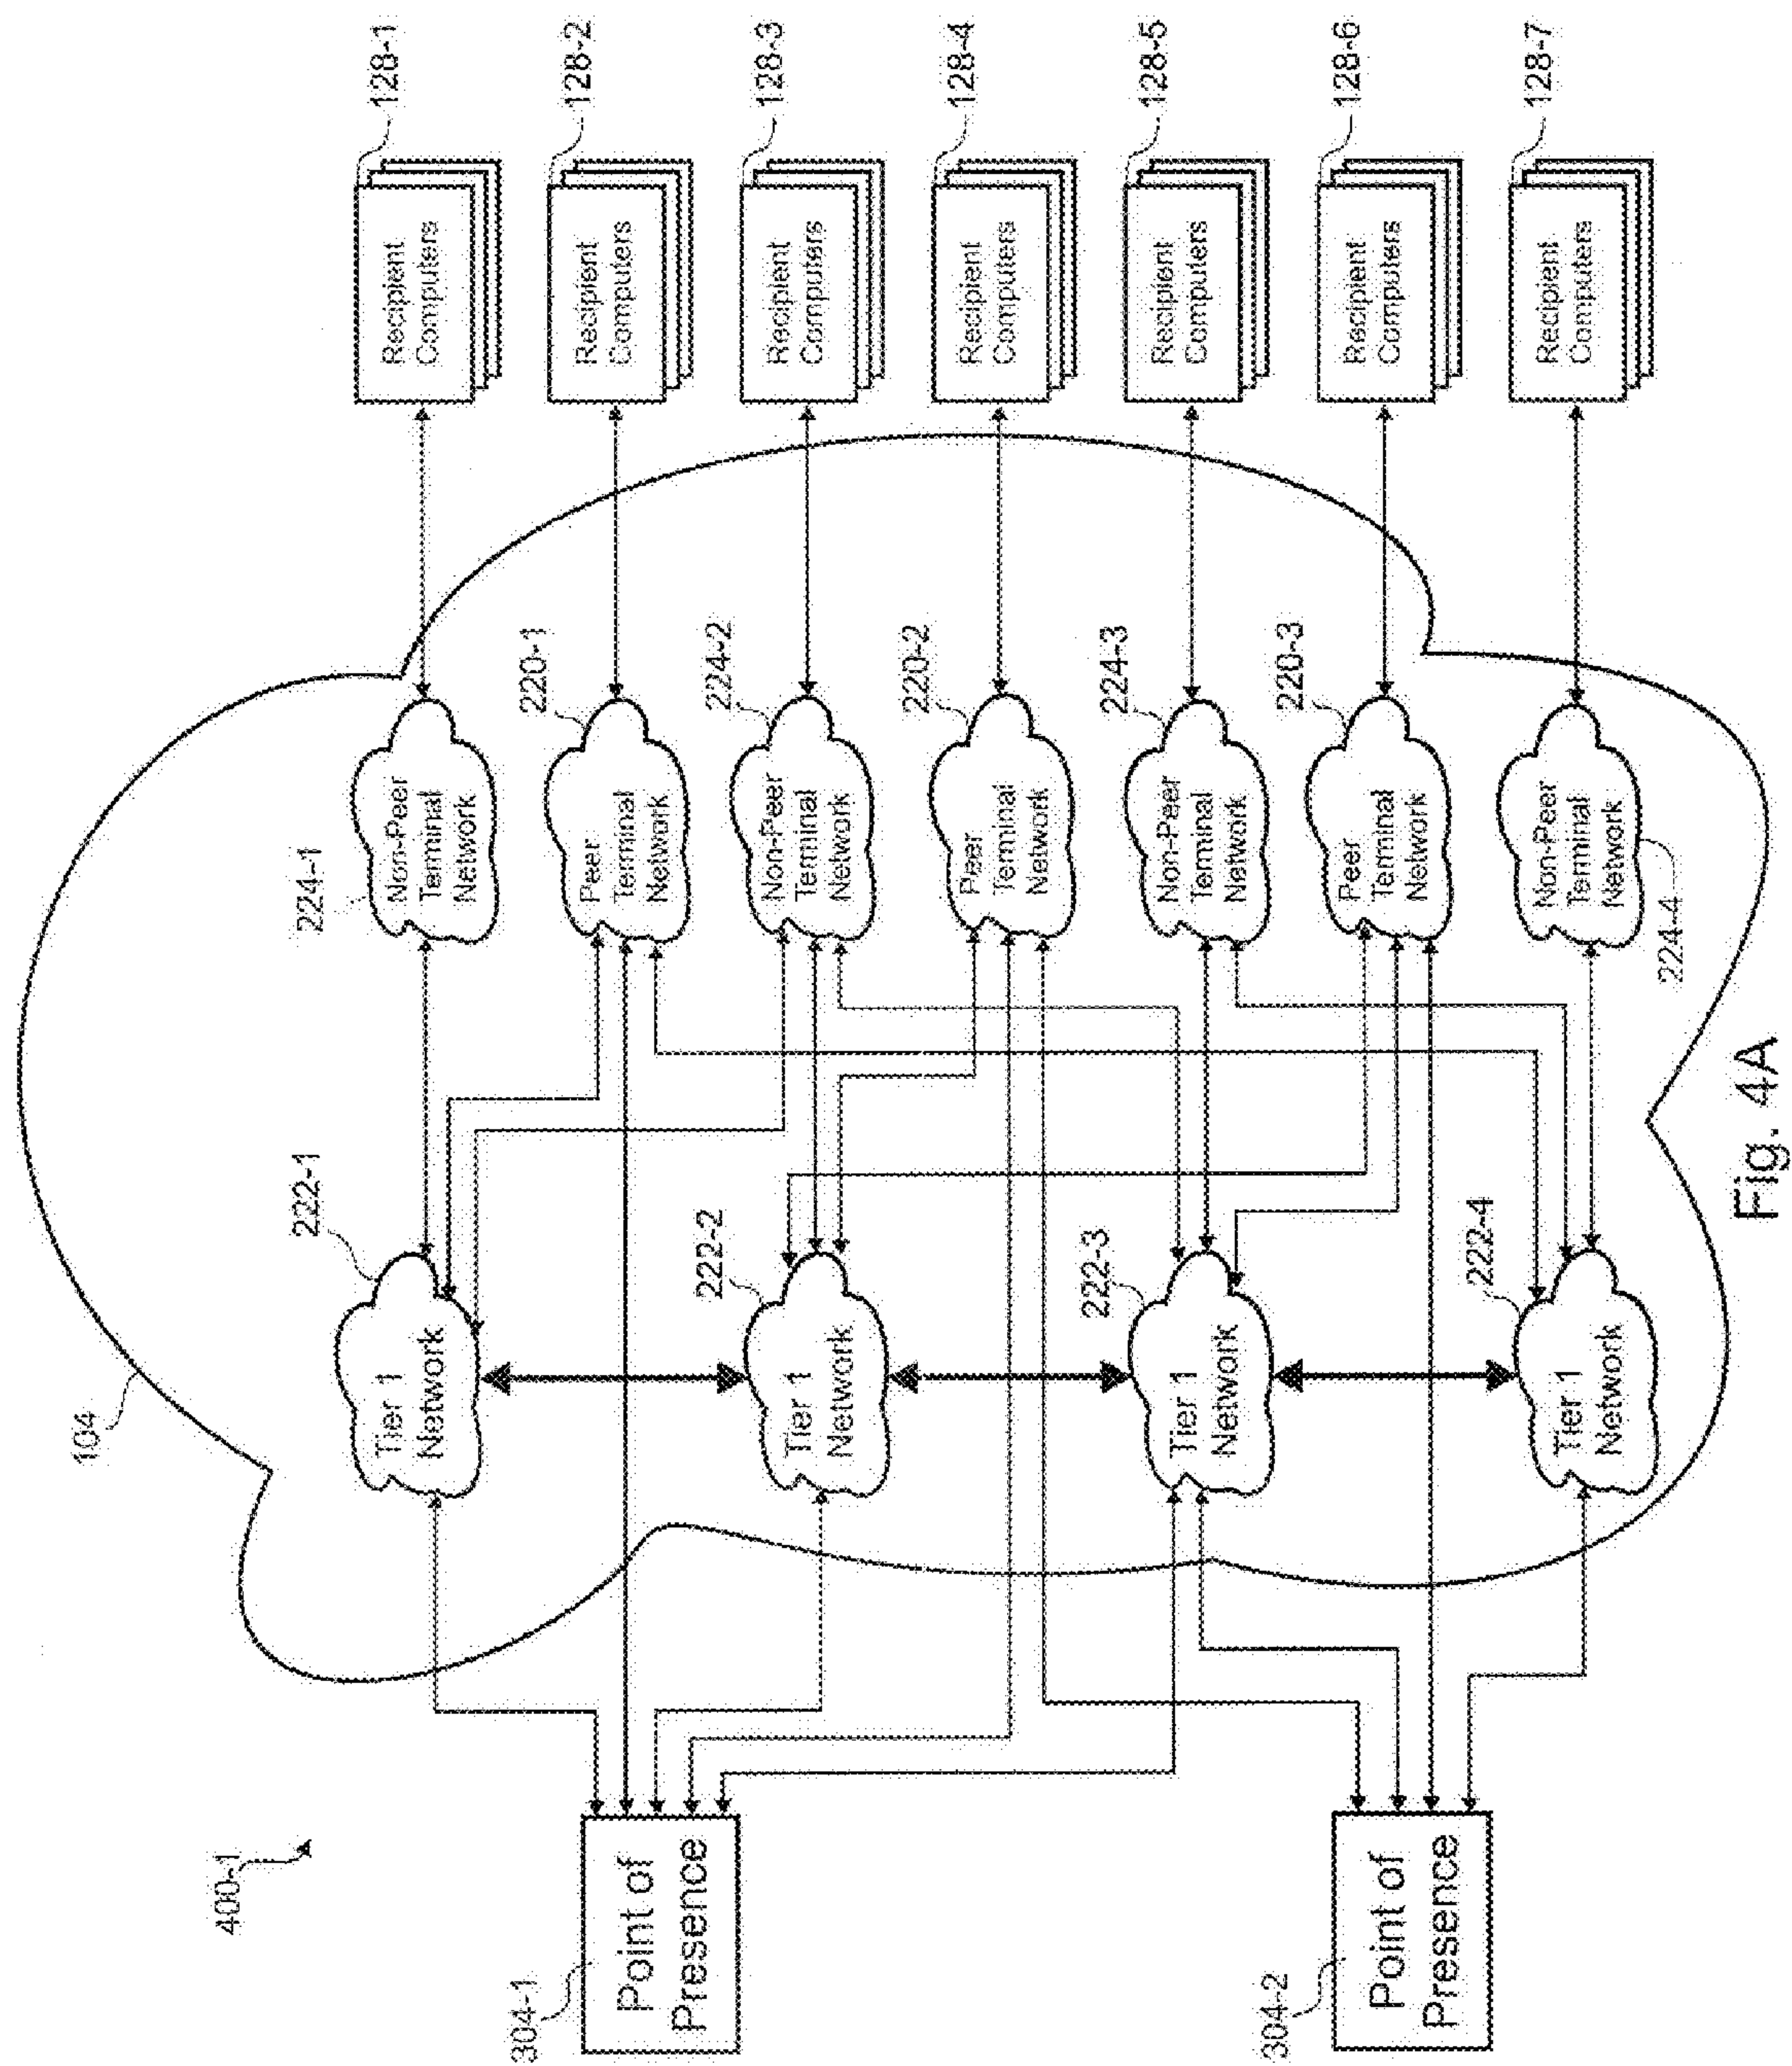 400-1
104
304-1
Point of
Presence
304-2
Point of
Presence
222-1
Tier 1
Network
222-2
Tier 1
Network
222-3
Tier 1
Network
222-4
Tier 1
Network
224-1
Non-Peer
Terminal
Network
220-1
Peer
Terminal
Network
224-2
Non-Peer
Terminal
Network
220-2
Peer
Terminal
Network
224-3
Non-Peer
Terminal
Network
220-3
Peer
Terminal
Network
Non-Peer
Terminal
Network
224-4
128-1
Recipient
Computers
128-2
Recipient
Computers
128-3
Recipient
Computers
128-4
Recipient
Computers
128-5
Recipient
Computers
128-6
Recipient
Computers
128-7
Recipient
Computers
Fig. 4A